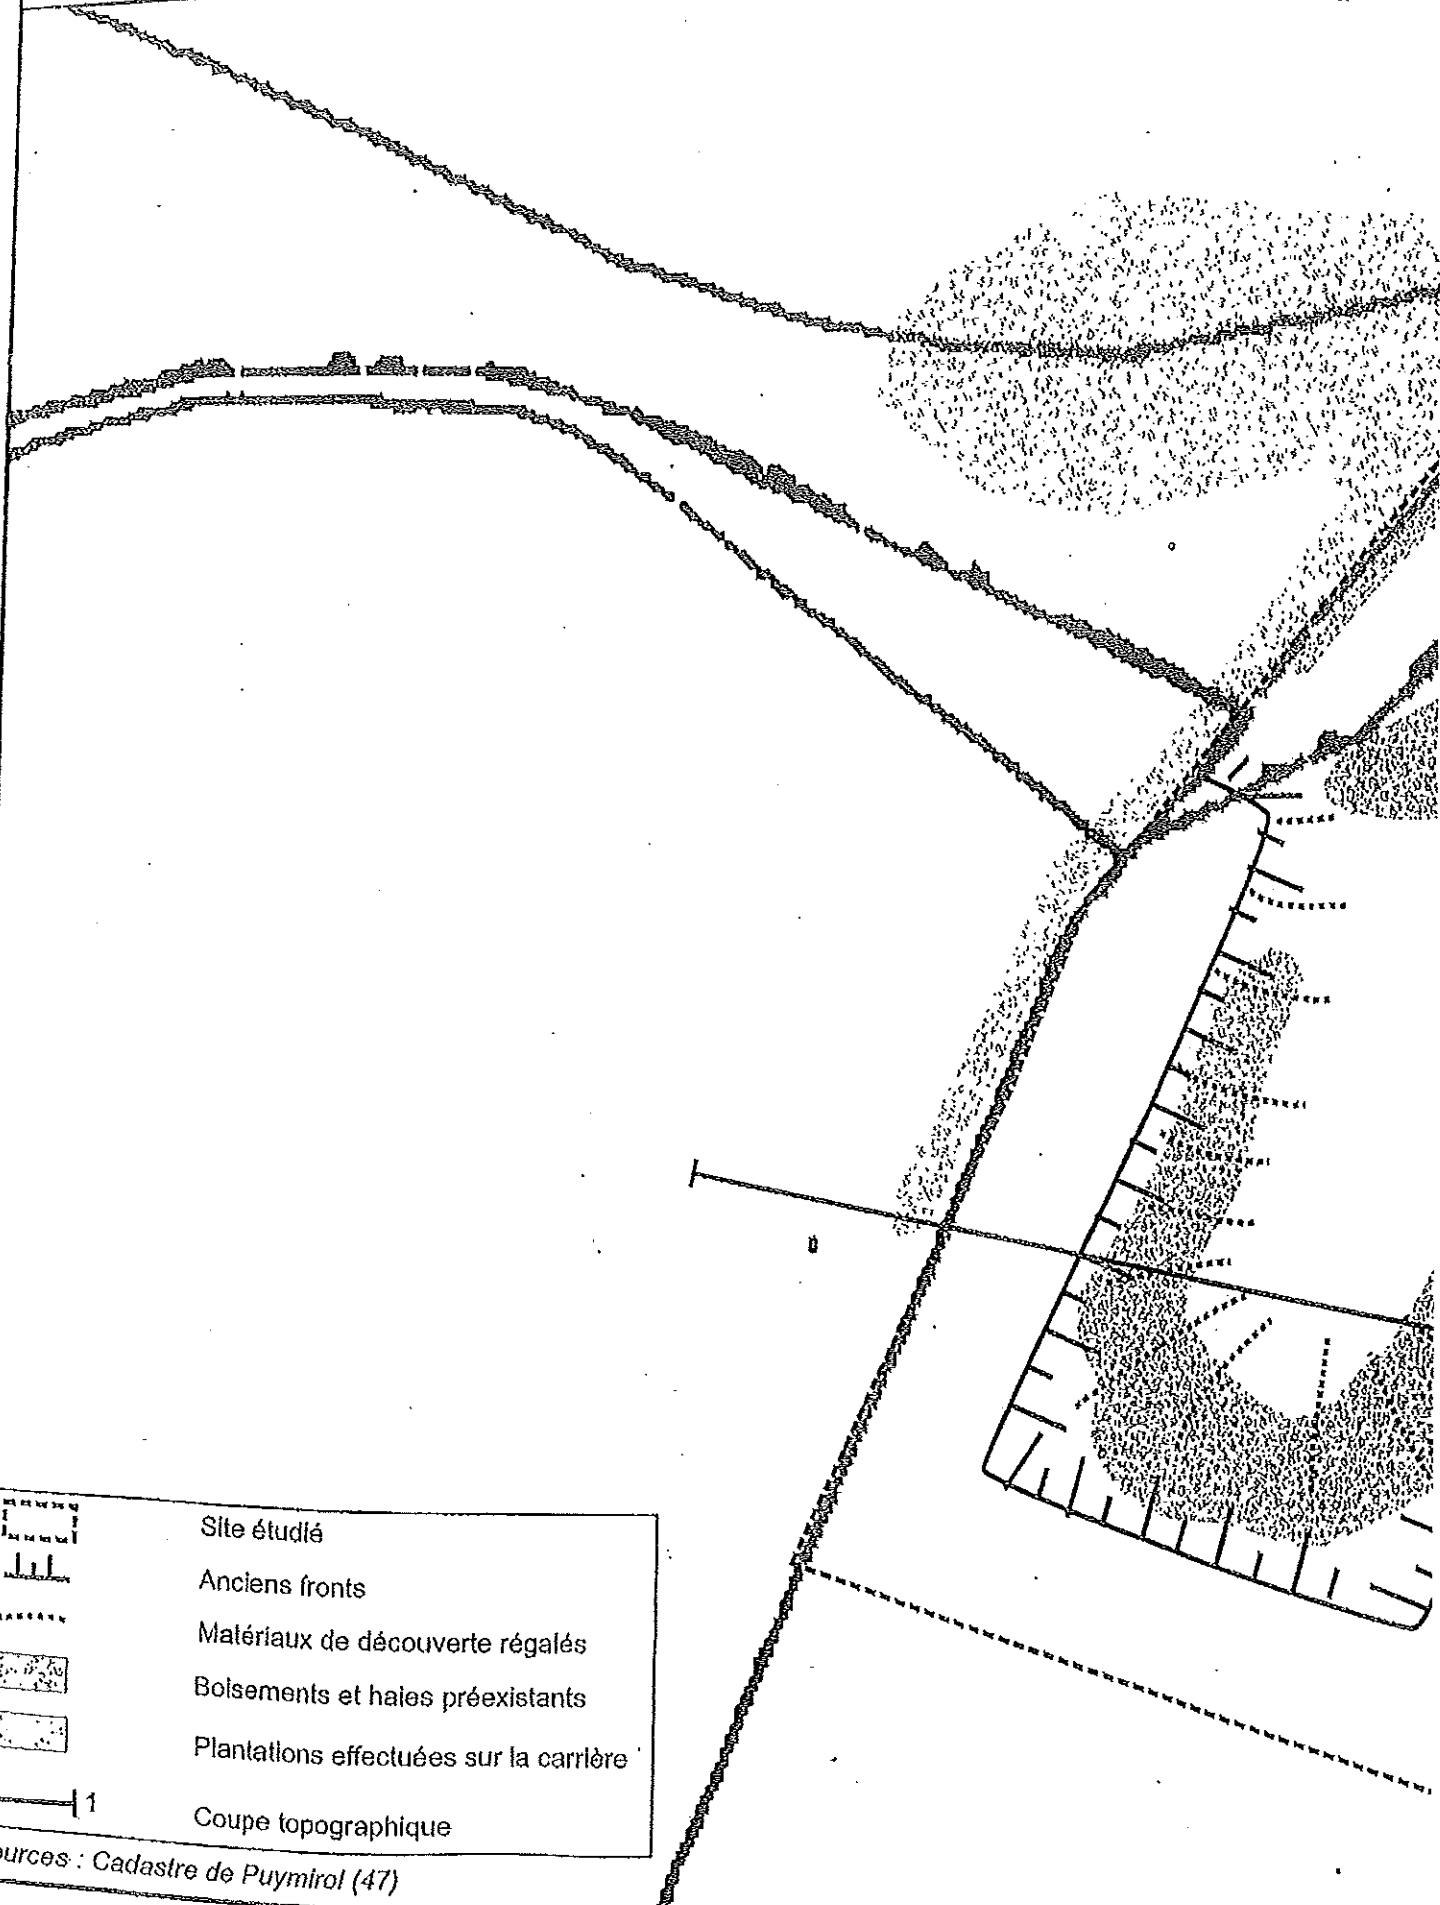 Site étudié
Anciens fronts
Matériaux de découverte régalés
Boisements et haies préexistants
Plantations effectuées sur la carrière
1
Coupe topographique
ources : Cadastre de Puymirol (47)